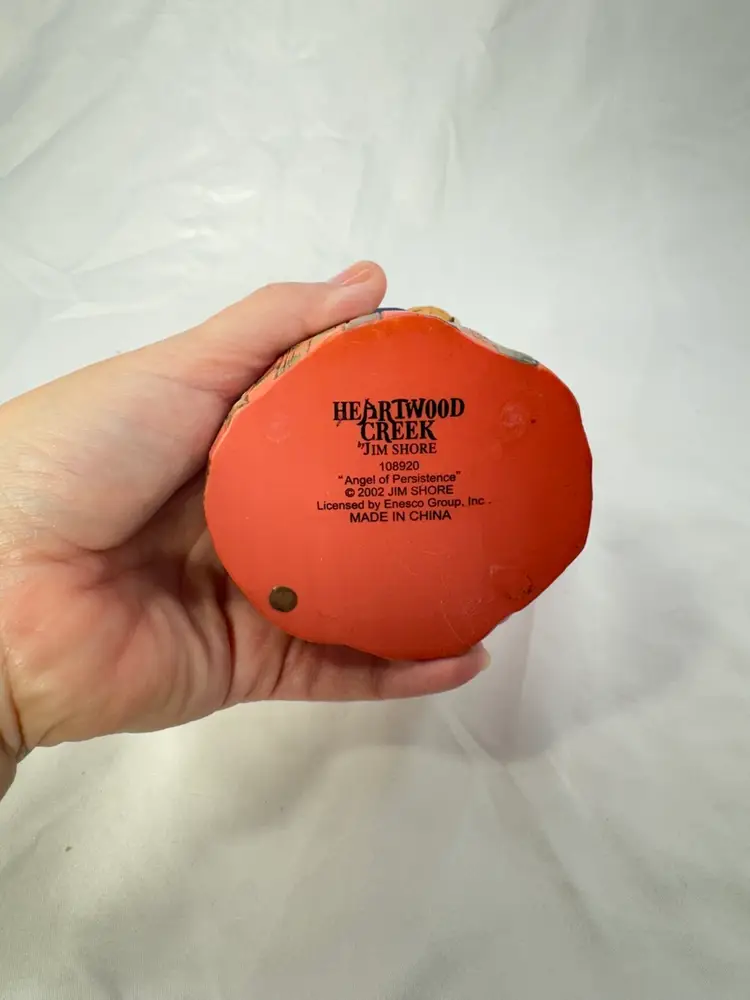 HEARTWOOD
CREEK
by JIM SHORE
108920
"Angel of Persistence"
© 2002 JIM SHORE
Licensed by Enesco Group, Inc.
MADE IN CHINA